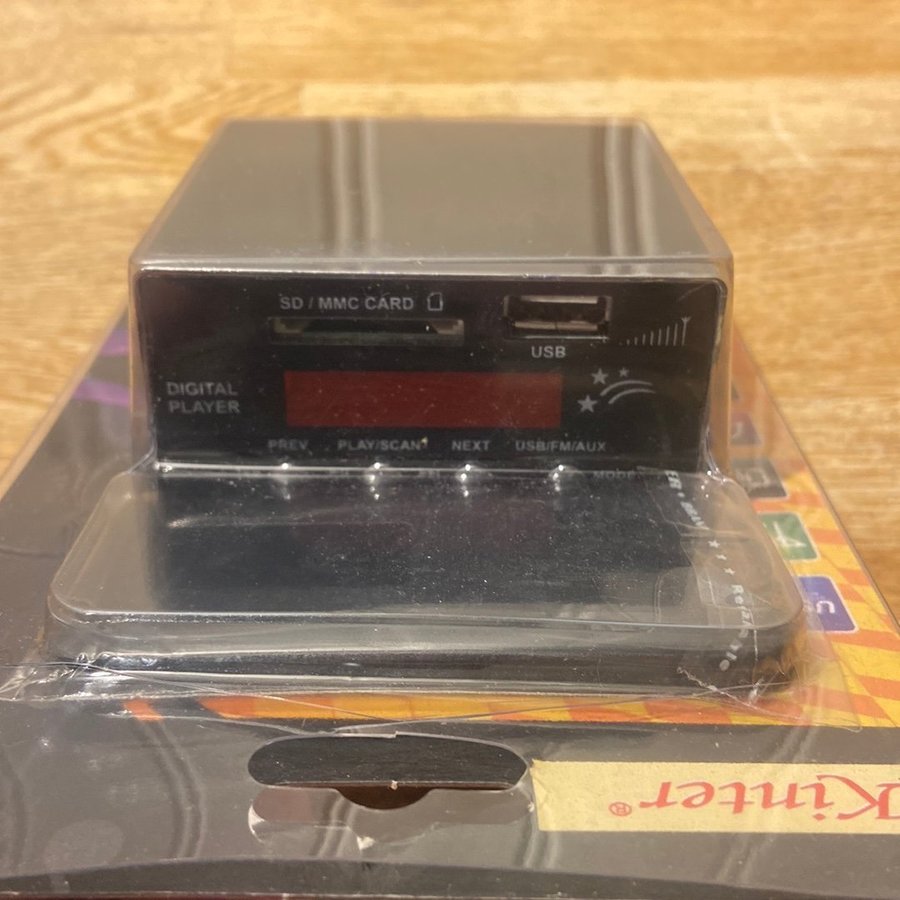 SD / MMC CARD
USB
DIGITAL
PLAYER
PREV PLAY/SCAN NEXT USB/FM/AUX
Kinter®